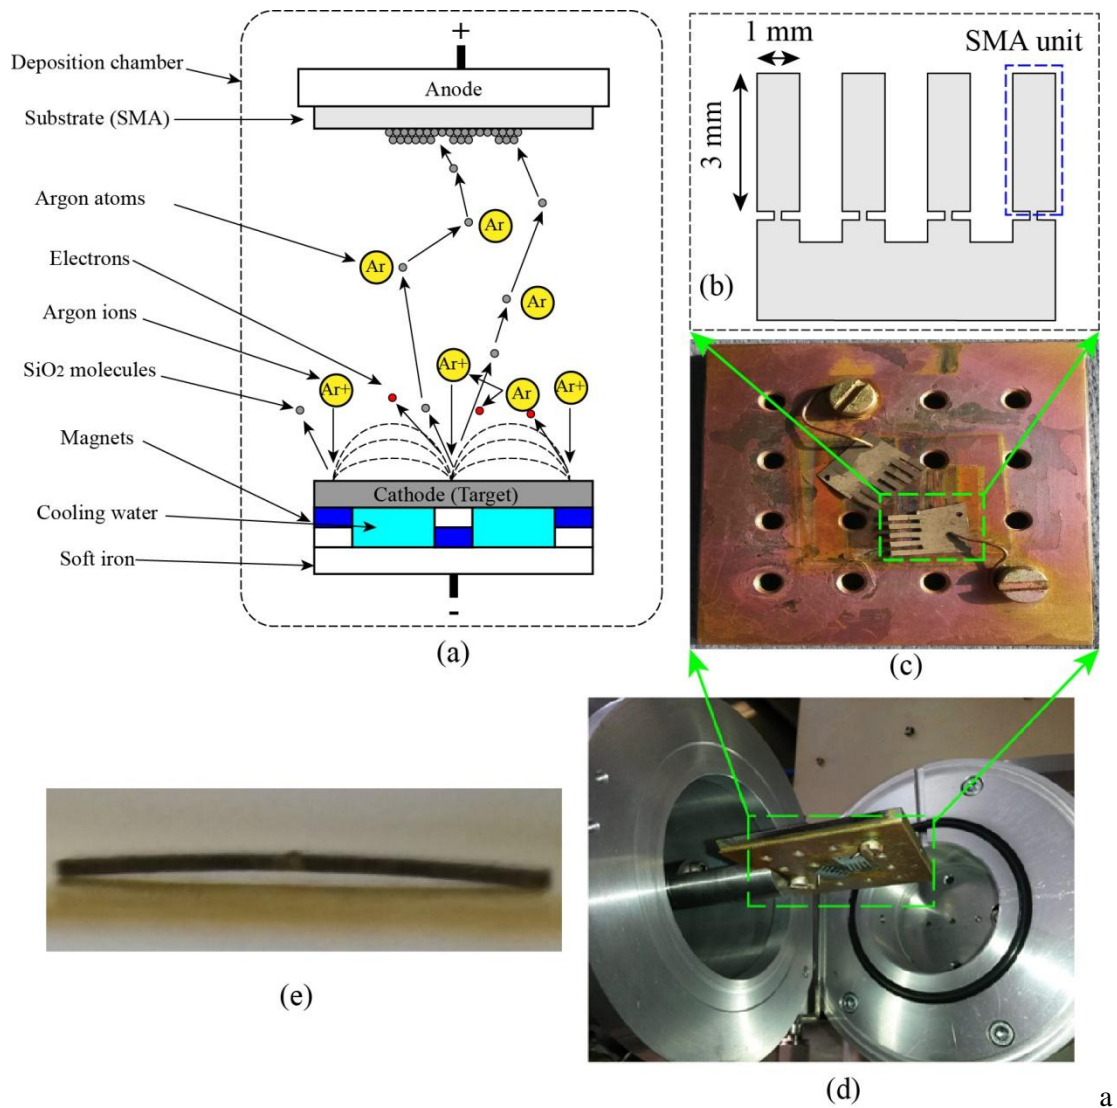 +
Deposition chamber
Anode
Substrate (SMA)
Argon atoms
Ar
Ar
Electrons
Ar
Argon ions
Ar+
Ar+
Ar
Ar+
SiO2 molecules
Magnets
Cathode (Target)
Cooling water
Soft iron
-
(a)
1 mm
SMA unit
3 mm
(b)
(c)
(d)
(e)
a